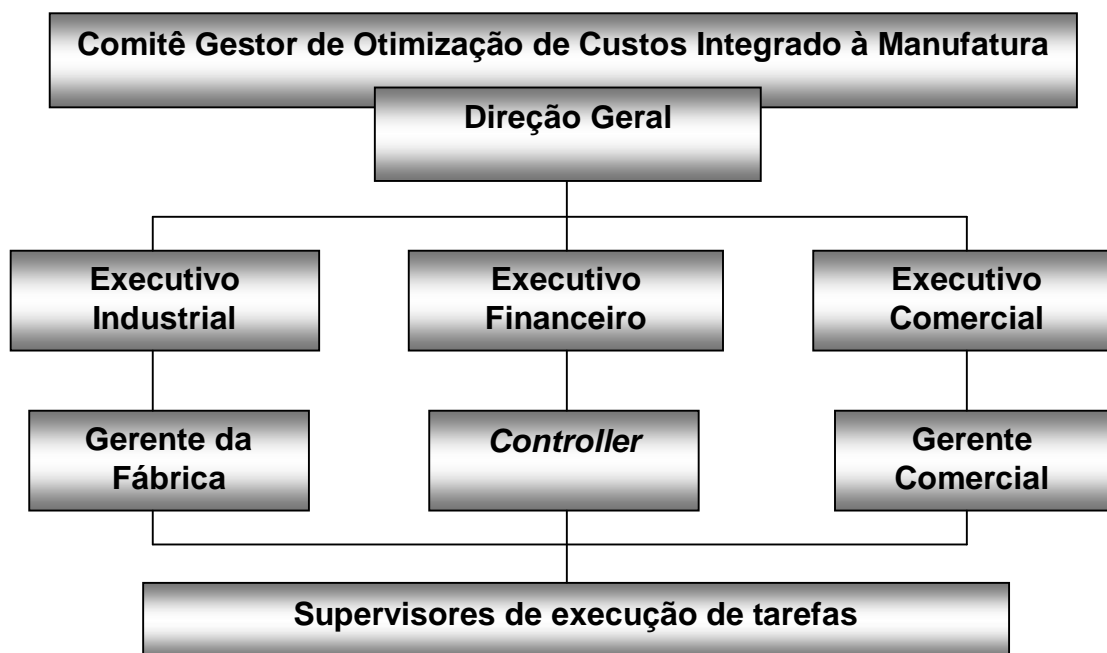 Comitê Gestor de Otimização de Custos Integrado à Manufatura
Direção Geral
Executivo
Industrial
Executivo
Financeiro
Executivo
Comercial
Gerente da
Fábrica
Controller
Gerente
Comercial
Supervisores de execução de tarefas